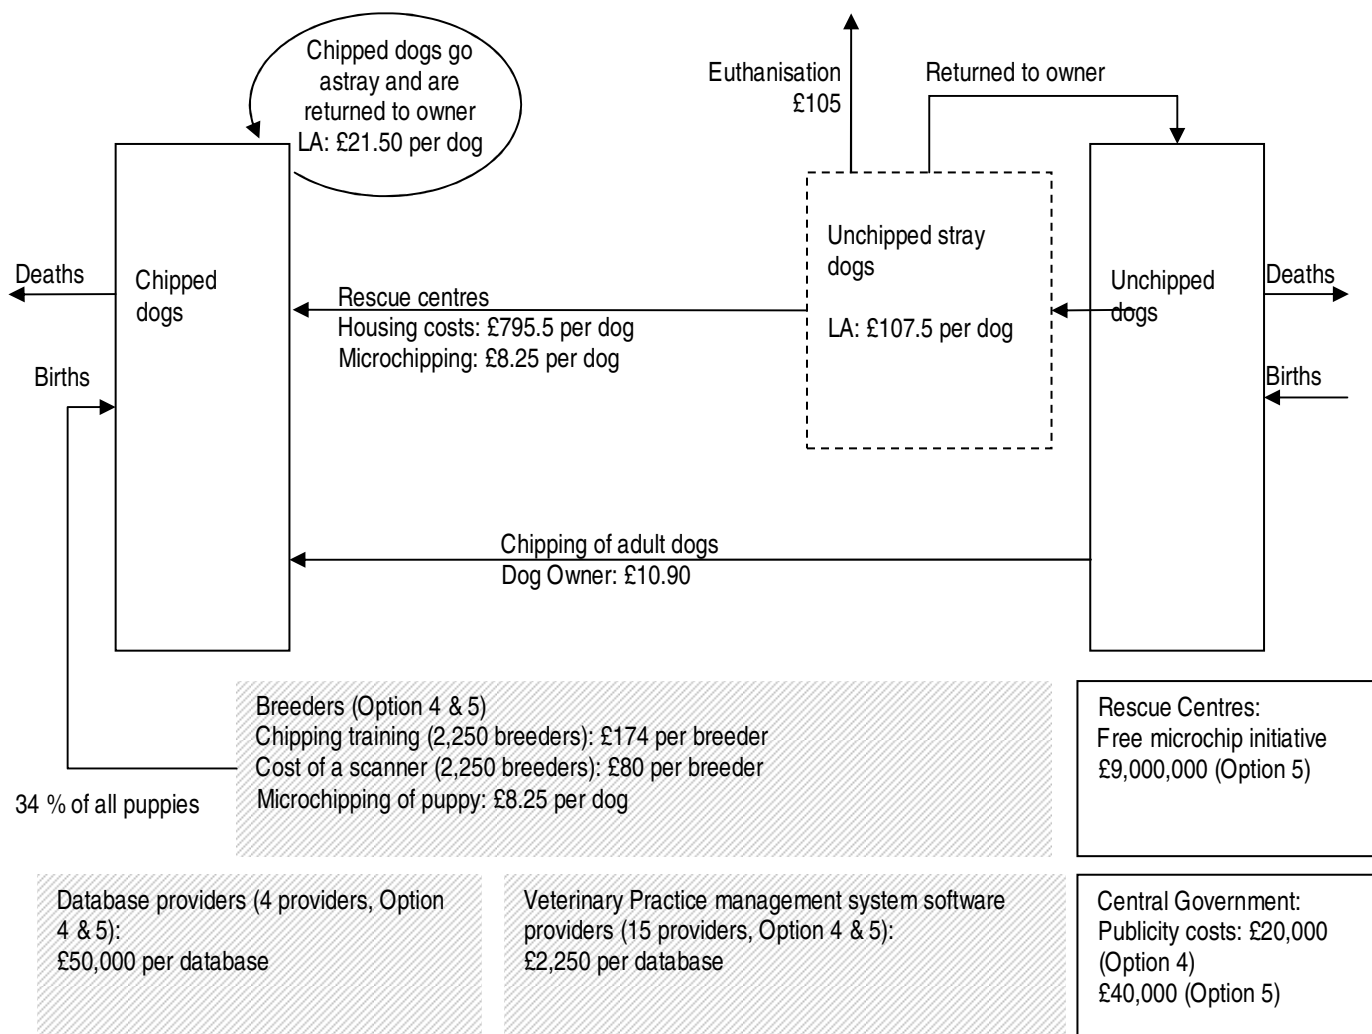 Chipped dogs go
astray and are
returned to owner
LA: £21.50 per dog
Euthanisation
£105
Returned to owner
Deaths
Chipped
dogs
Births
Rescue centres
Housing costs: £795.5 per dog
Microchipping: £8.25 per dog
Unchipped stray
dogs
LA: £107.5 per dog
Unchipped
dogs
Deaths
Births
Chipping of adult dogs
Dog Owner: £10.90
34 % of all puppies
Breeders (Option 4 & 5)
Chipping training (2,250 breeders): £174 per breeder
Cost of a scanner (2,250 breeders): £80 per breeder
Microchipping of puppy: £8.25 per dog
Rescue Centres:
Free microchip initiative
£9,000,000 (Option 5)
Database providers (4 providers, Option
4 & 5):
£50,000 per database
Veterinary Practice management system software
providers (15 providers, Option 4 & 5):
£2,250 per database
Central Government:
Publicity costs: £20,000
(Option 4)
£40,000 (Option 5)